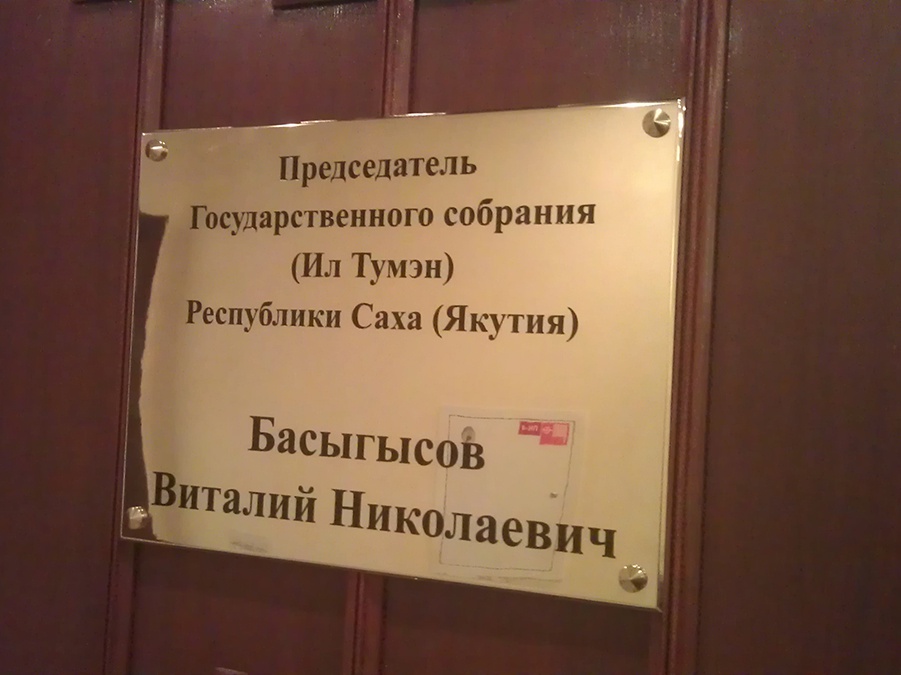 Председатель
Государственного собрания
(Ил Тумэн)
Республики Саха (Якутия)
Басыгысов
Виталий Николаевич